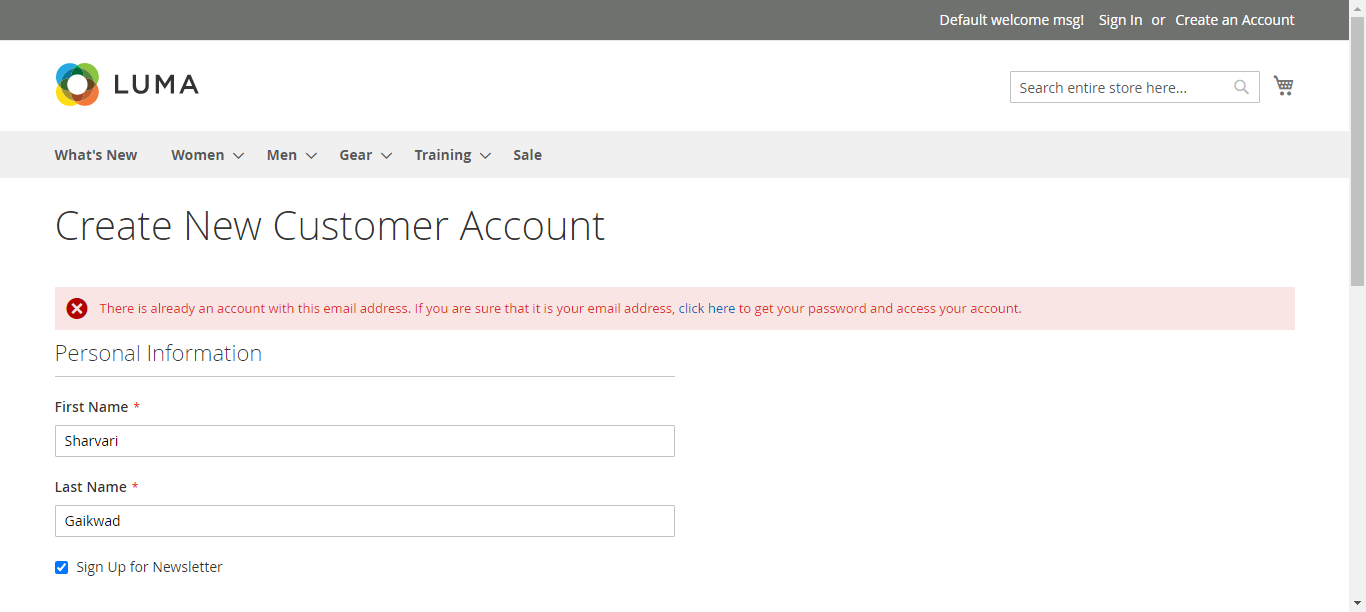 Default welcome msg! Sign In or Create an Account
LUMA
Search entire store here...
What's New Women Men Gear Training Sale
Create New Customer Account
There is already an account with this email address. If you are sure that it is your email address, click here to get your password and access your account.
Personal Information
First Name *
Sharvari
Last Name *
Gaikwad
Sign Up for Newsletter